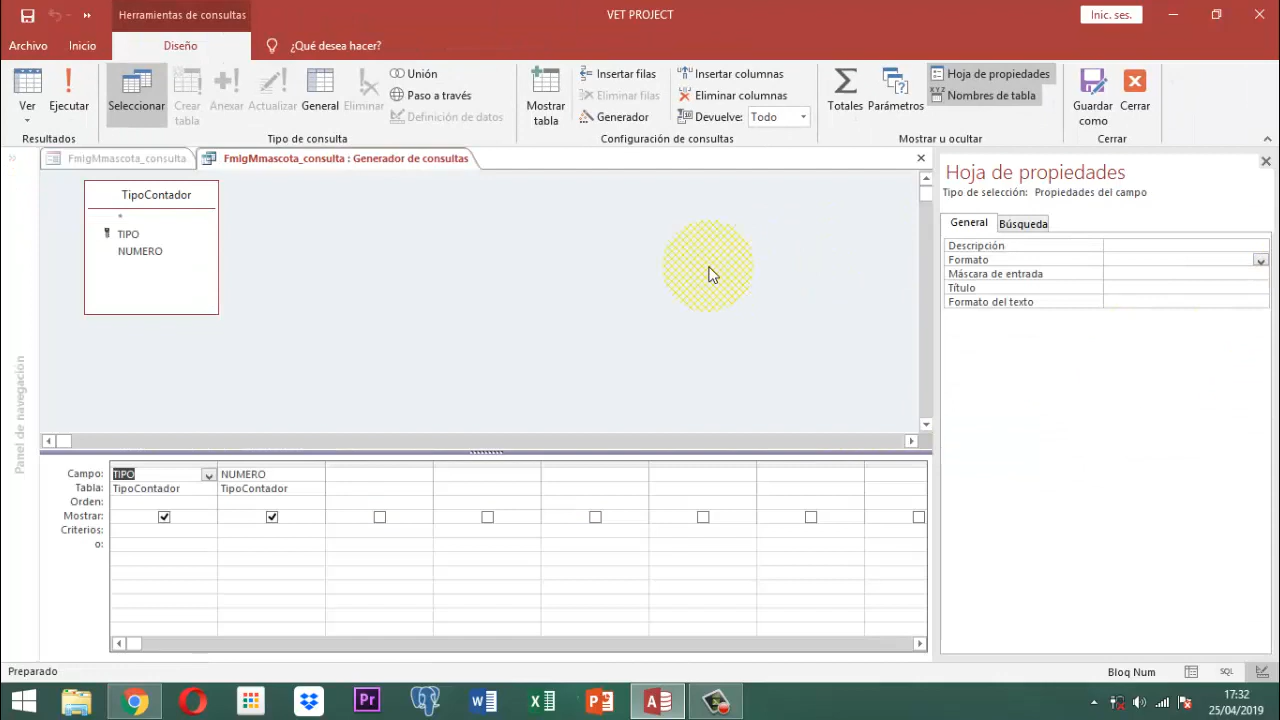 Herramientas de consultas
VET PROJECT
Inic. ses.
Archivo
Inicio
Diseño
¿Qué desea hacer?
Ver
Ejecutar
Seleccionar
Crear tabla
Anexar
Actualizar
General
Eliminar
Unión
Paso a través
Definición de datos
Mostrar tabla
Insertar filas
Eliminar filas
Generador
Insertar columnas
Eliminar columnas
Devuelve: Todo
Totales
Parámetros
Hoja de propiedades
XYZ Nombres de tabla
Guardar como
Cerrar
Resultados
Tipo de consulta
Configuración de consultas
Mostrar u ocultar
Cerrar
FmIgMmascota_consulta
FmIgMmascota_consulta : Generador de consultas
TipoContador
*
TIPO
NUMERO
Panel de navegación
Campo: TIPO NUMERO
Tabla: TipoContador TipoContador
Orden:
Mostrar:
Criterios:
o:
Hoja de propiedades
Tipo de selección: Propiedades del campo
General
Búsqueda
Descripción
Formato
Máscara de entrada
Título
Formato del texto
Preparado
Bloq Num
SQL
Pr
W
X
P
A
17:32
25/04/2019